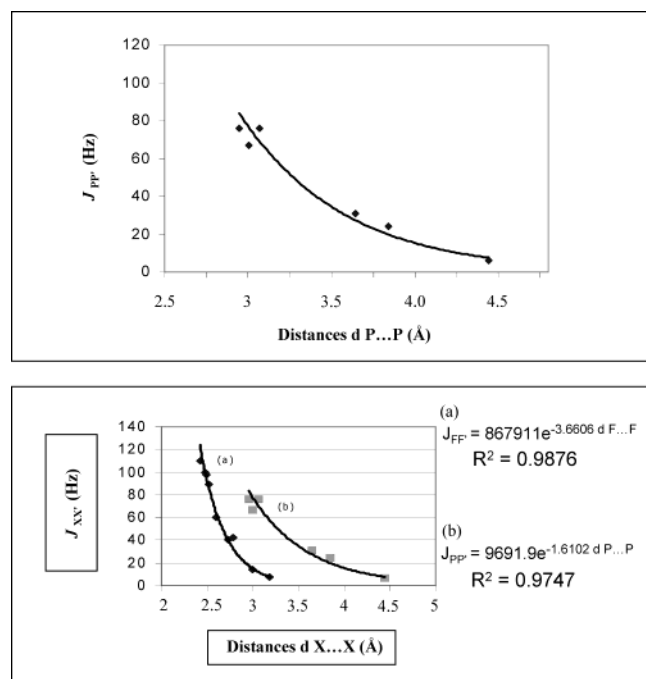 120
100
80
60
40
20
0
J PP' (Hz)
2.5 3 3.5 4.0 4.5
Distances d P...P (Å)
140
120
100
80
60
40
20
0
J XX' (Hz)
(a)
(b)
2 2.5 3 3.5 4 4.5 5
Distances d X...X (Å)
(a)
J_FF' = 867911e^-3.6606 d F...F
R² = 0.9876
(b)
J_PP' = 9691.9e^-1.6102 d P...P
R² = 0.9747